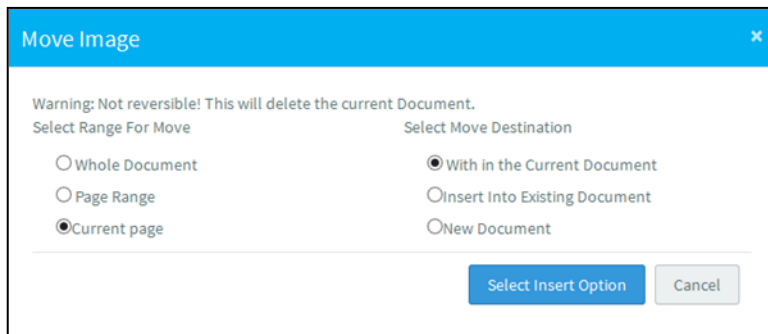 Move Image ×
Warning: Not reversible! This will delete the current Document.
Select Range For Move
Select Move Destination
Whole Document
With in the Current Document
Page Range
Insert Into Existing Document
Current page
New Document
Select Insert Option
Cancel